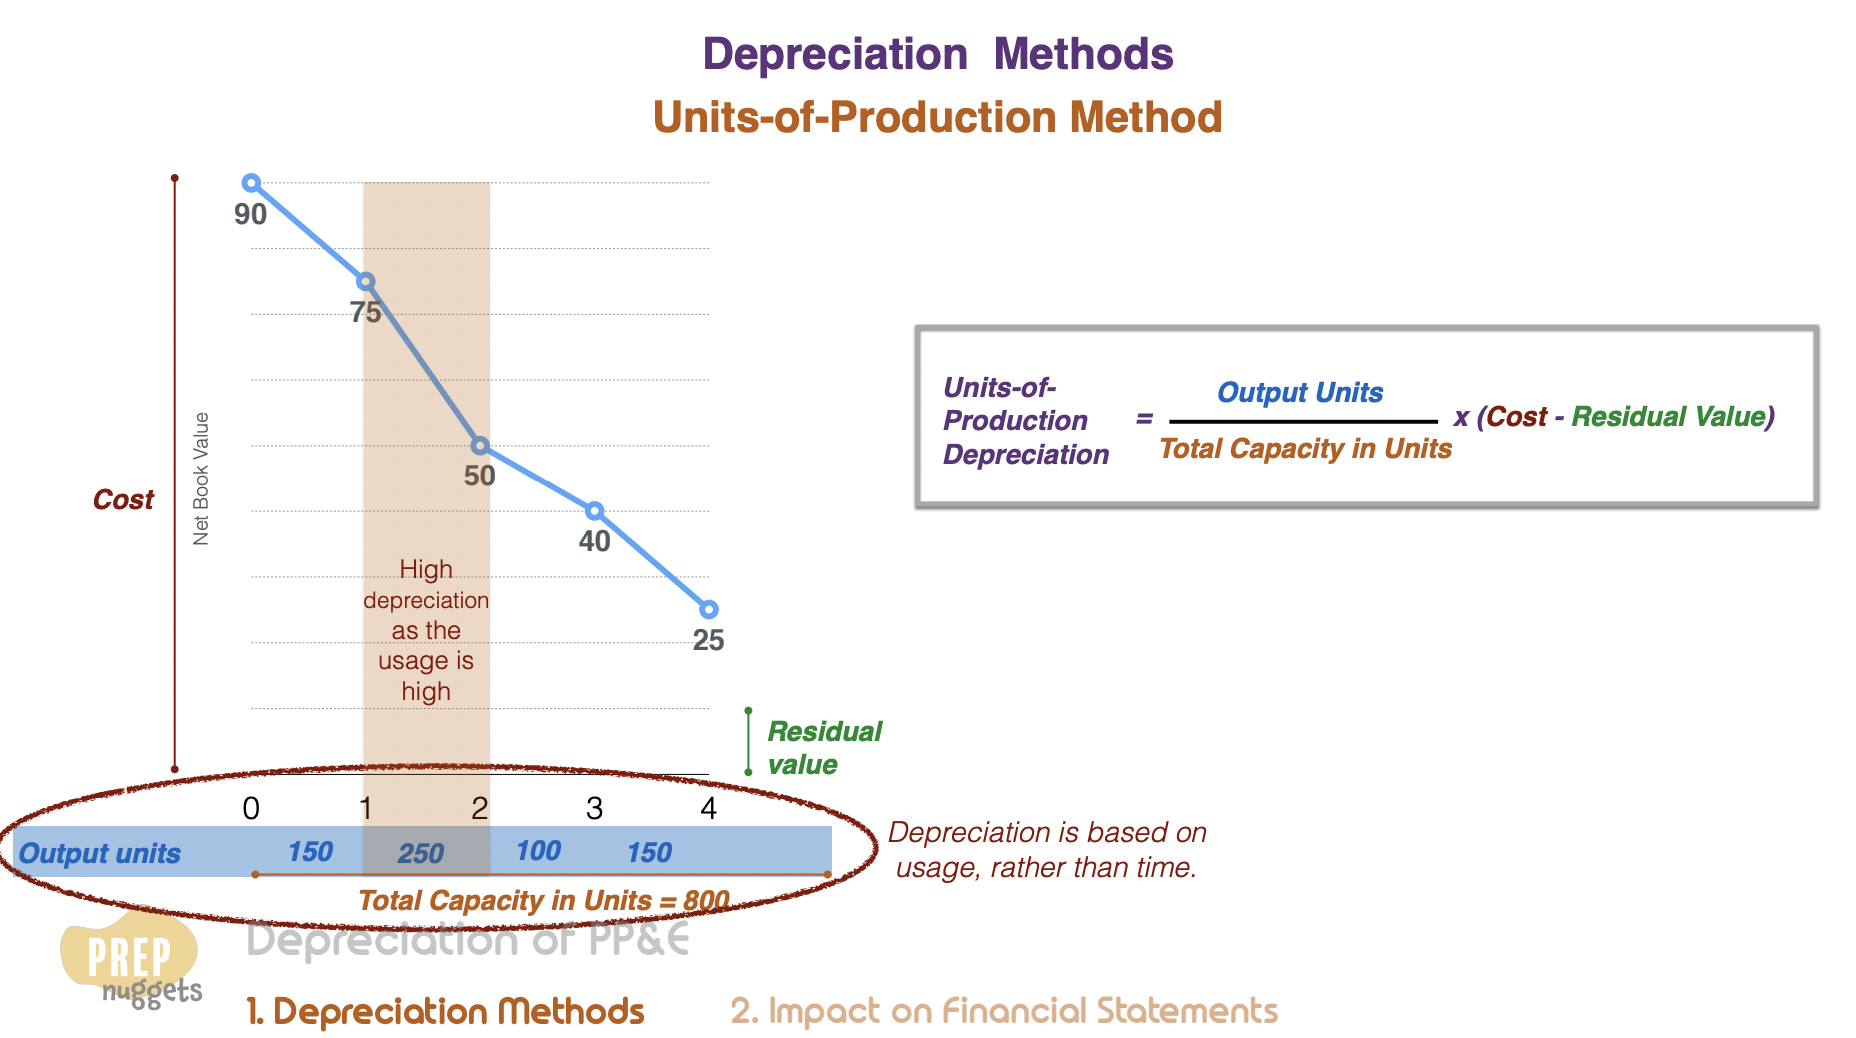 Depreciation Methods
Units-of-Production Method
90
75
50
40
25
Cost
Net Book Value
High
depreciation
as the
usage is
high
Residual
value
0 1 2 3 4
Output units 150 250 100 150
Total Capacity in Units = 800
Units-of-
Production
Depreciation
=
Output Units
Total Capacity in Units
x (Cost - Residual Value)
Depreciation is based on
usage, rather than time.
PREP
nuggets
Depreciation of PP&E
1. Depreciation Methods
2. Impact on Financial Statements